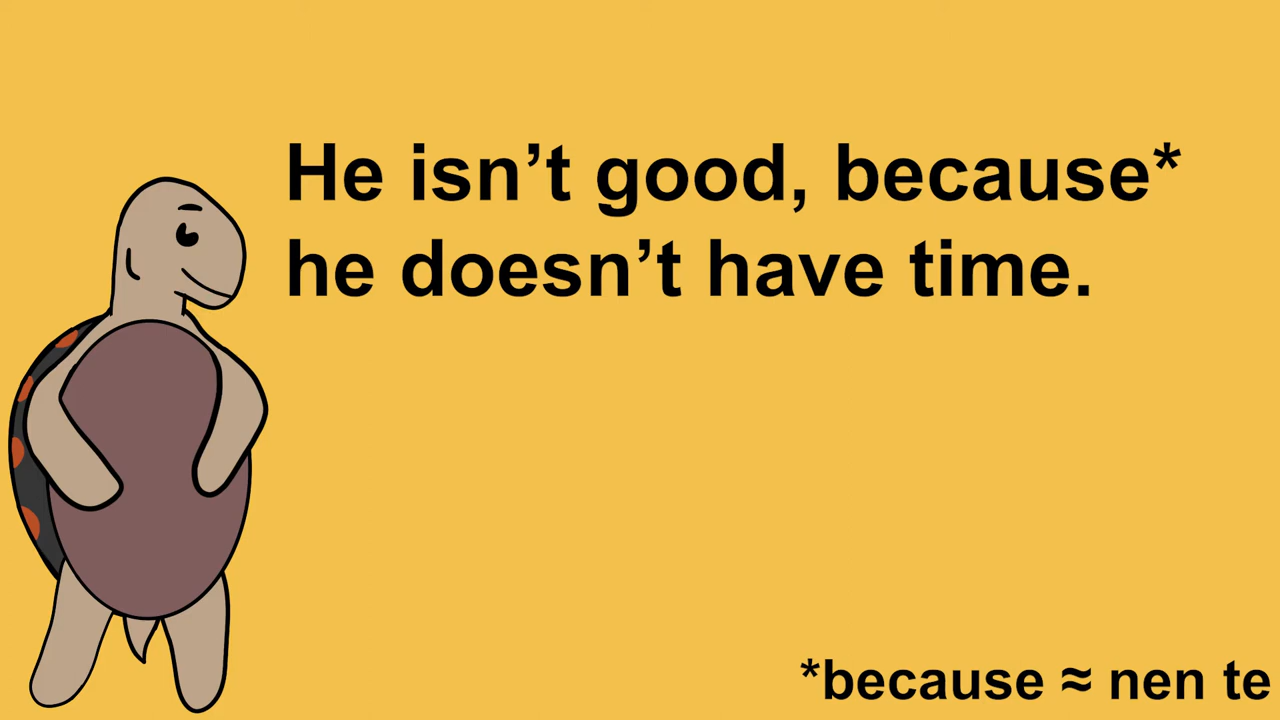 He isn’t good, because*
he doesn’t have time.
*because ≈ nen te